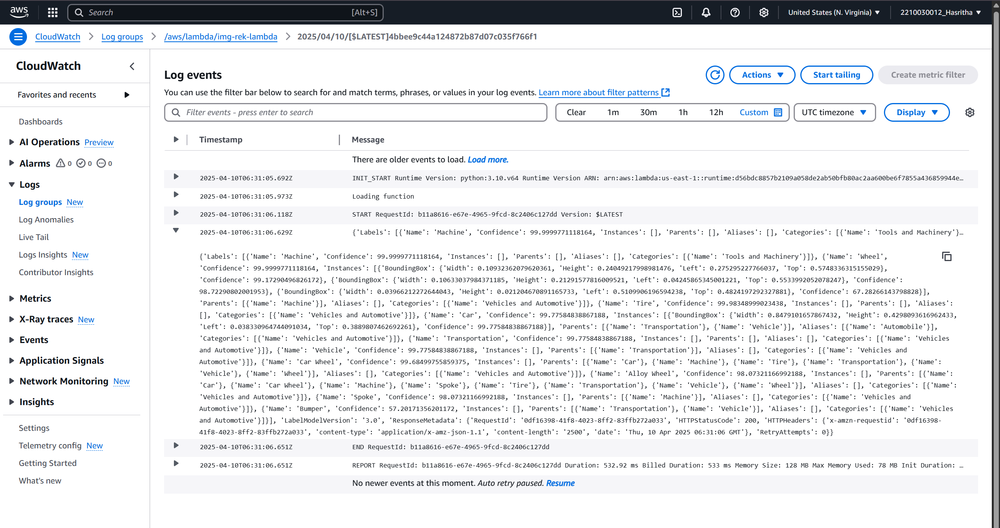 aws
Search [Alt+S]
United States (N. Virginia)
2210030012_Hasritha
CloudWatch
Log groups
/aws/lambda/img-rek-lambda
2025/04/10/[$LATEST]4bbee9c44a124872b87d07c035f766f1
CloudWatch
Favorites and recents
Dashboards
AI Operations Preview
Alarms 0 0 0
Logs
Log groups New
Log Anomalies
Live Tail
Logs Insights New
Contributor Insights
Metrics
X-Ray traces New
Events
Application Signals
Network Monitoring New
Insights
Settings
Telemetry config New
Getting Started
What's new
Log events
Actions
Start tailing
Create metric filter
You can use the filter bar below to search for and match terms, phrases, or values in your log events. Learn more about filter patterns
Filter events - press enter to search
Clear 1m 30m 1h 12h Custom
UTC timezone
Display
Timestamp Message
There are older events to load. Load more.
2025-04-10T06:31:05.692Z INIT_START Runtime Version: python:3.10.v64 Runtime Version ARN: arn:aws:lambda:us-east-1::runtime:d56bdc8857b2109a058de2ab50bfb80ac2aa600be6f7855a436859944e…
2025-04-10T06:31:05.973Z Loading function
2025-04-10T06:31:06.118Z START RequestId: b11a8616-e67e-4965-9fcd-8c2406c127dd Version: $LATEST
2025-04-10T06:31:06.629Z {'Labels': [{'Name': 'Machine', 'Confidence': 99.9999771118164, 'Instances': [], 'Parents': [], 'Aliases': [], 'Categories': [{'Name': 'Tools and Machinery'}…
{'Labels': [{'Name': 'Machine', 'Confidence': 99.9999771118164, 'Instances': [], 'Parents': [], 'Aliases': [], 'Categories': [{'Name': 'Tools and Machinery'}]}, {'Name': 'Wheel',
'Confidence': 99.9999771118164, 'Instances': [{'BoundingBox': {'Width': 0.10932362079620361, 'Height': 0.24049217998981476, 'Left': 0.275295227766037, 'Top': 0.5748336315155029},
'Confidence': 99.17290496826172}, {'BoundingBox': {'Width': 0.10633037984371185, 'Height': 0.21291577816009521, 'Left': 0.04245865345001221, 'Top': 0.5533992052078247}, 'Confidence':
98.72290802001953}, {'BoundingBox': {'Width': 0.03966212272644043, 'Height': 0.021204670891165733, 'Left': 0.5109906196594238, 'Top': 0.4824197292327881}, 'Confidence': 67.28266143798828}],
'Parents': [{'Name': 'Machine'}], 'Aliases': [], 'Categories': [{'Name': 'Vehicles and Automotive'}]}, {'Name': 'Tire', 'Confidence': 99.98348999023438, 'Instances': [], 'Parents': [], 'Aliases':
[], 'Categories': [{'Name': 'Vehicles and Automotive'}]}, {'Name': 'Car', 'Confidence': 99.77584838867188, 'Instances': [{'BoundingBox': {'Width': 0.8479101657867432, 'Height': 0.4298093616962433,
'Left': 0.038330964744091034, 'Top': 0.3889807462692261}, 'Confidence': 99.77584838867188}], 'Parents': [{'Name': 'Transportation'}, {'Name': 'Vehicle'}], 'Aliases': [{'Name': 'Automobile'}],
'Categories': [{'Name': 'Vehicles and Automotive'}]}, {'Name': 'Transportation', 'Confidence': 99.77584838867188, 'Instances': [], 'Parents': [], 'Aliases': [], 'Categories': [{'Name': 'Vehicles
and Automotive'}]}, {'Name': 'Vehicle', 'Confidence': 99.77584838867188, 'Instances': [], 'Parents': [{'Name': 'Transportation'}], 'Aliases': [], 'Categories': [{'Name': 'Vehicles and
Automotive'}]}, {'Name': 'Car Wheel', 'Confidence': 99.68499755859375, 'Instances': [], 'Parents': [{'Name': 'Car'}, {'Name': 'Machine'}, {'Name': 'Tire'}, {'Name': 'Transportation'}, {'Name':
'Vehicle'}, {'Name': 'Wheel'}], 'Aliases': [], 'Categories': [{'Name': 'Vehicles and Automotive'}]}, {'Name': 'Alloy Wheel', 'Confidence': 98.07321166992188, 'Instances': [], 'Parents': [{'Name':
'Car'}, {'Name': 'Car Wheel'}, {'Name': 'Machine'}, {'Name': 'Spoke'}, {'Name': 'Tire'}, {'Name': 'Transportation'}, {'Name': 'Vehicle'}, {'Name': 'Wheel'}], 'Aliases': [], 'Categories': [{'Name':
'Vehicles and Automotive'}]}, {'Name': 'Spoke', 'Confidence': 98.07321166992188, 'Instances': [], 'Parents': [{'Name': 'Machine'}], 'Aliases': [], 'Categories': [{'Name': 'Vehicles and
Automotive'}]}, {'Name': 'Bumper', 'Confidence': 57.20171356201172, 'Instances': [], 'Parents': [{'Name': 'Transportation'}, {'Name': 'Vehicle'}], 'Aliases': [], 'Categories': [{'Name': 'Vehicles
and Automotive'}]}], 'LabelModelVersion': '3.0', 'ResponseMetadata': {'RequestId': '0df16398-41f8-4023-8ff2-83ffb272a033', 'HTTPStatusCode': 200, 'HTTPHeaders': {'x-amzn-requestid': '0df16398-
41f8-4023-8ff2-83ffb272a033', 'content-type': 'application/x-amz-json-1.1', 'content-length': '2500', 'date': 'Thu, 10 Apr 2025 06:31:06 GMT'}, 'RetryAttempts': 0}}
2025-04-10T06:31:06.651Z END RequestId: b11a8616-e67e-4965-9fcd-8c2406c127dd
2025-04-10T06:31:06.651Z REPORT RequestId: b11a8616-e67e-4965-9fcd-8c2406c127dd Duration: 532.92 ms Billed Duration: 533 ms Memory Size: 128 MB Max Memory Used: 78 MB Init Duration: …
No newer events at this moment. Auto retry paused. Resume